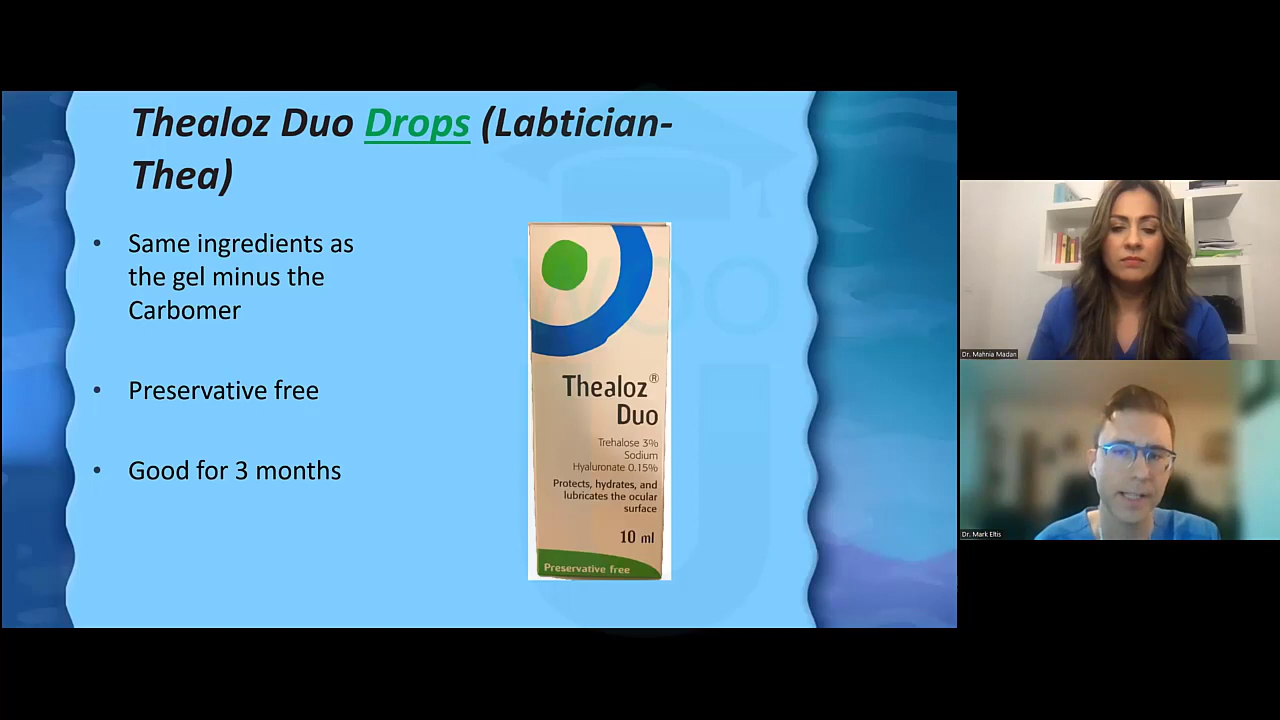 Thealoz Duo Drops (Labtician-
Thea)
• Same ingredients as
the gel minus the
Carbomer
• Preservative free
• Good for 3 months
WOO
U
Thealoz®
Duo
Trehalose 3%
Sodium
Hyaluronate 0.15%
Protects, hydrates, and
lubricates the ocular
surface
10 ml
Preservative free
Dr. Mahnia Madan
Dr. Mark Eltis